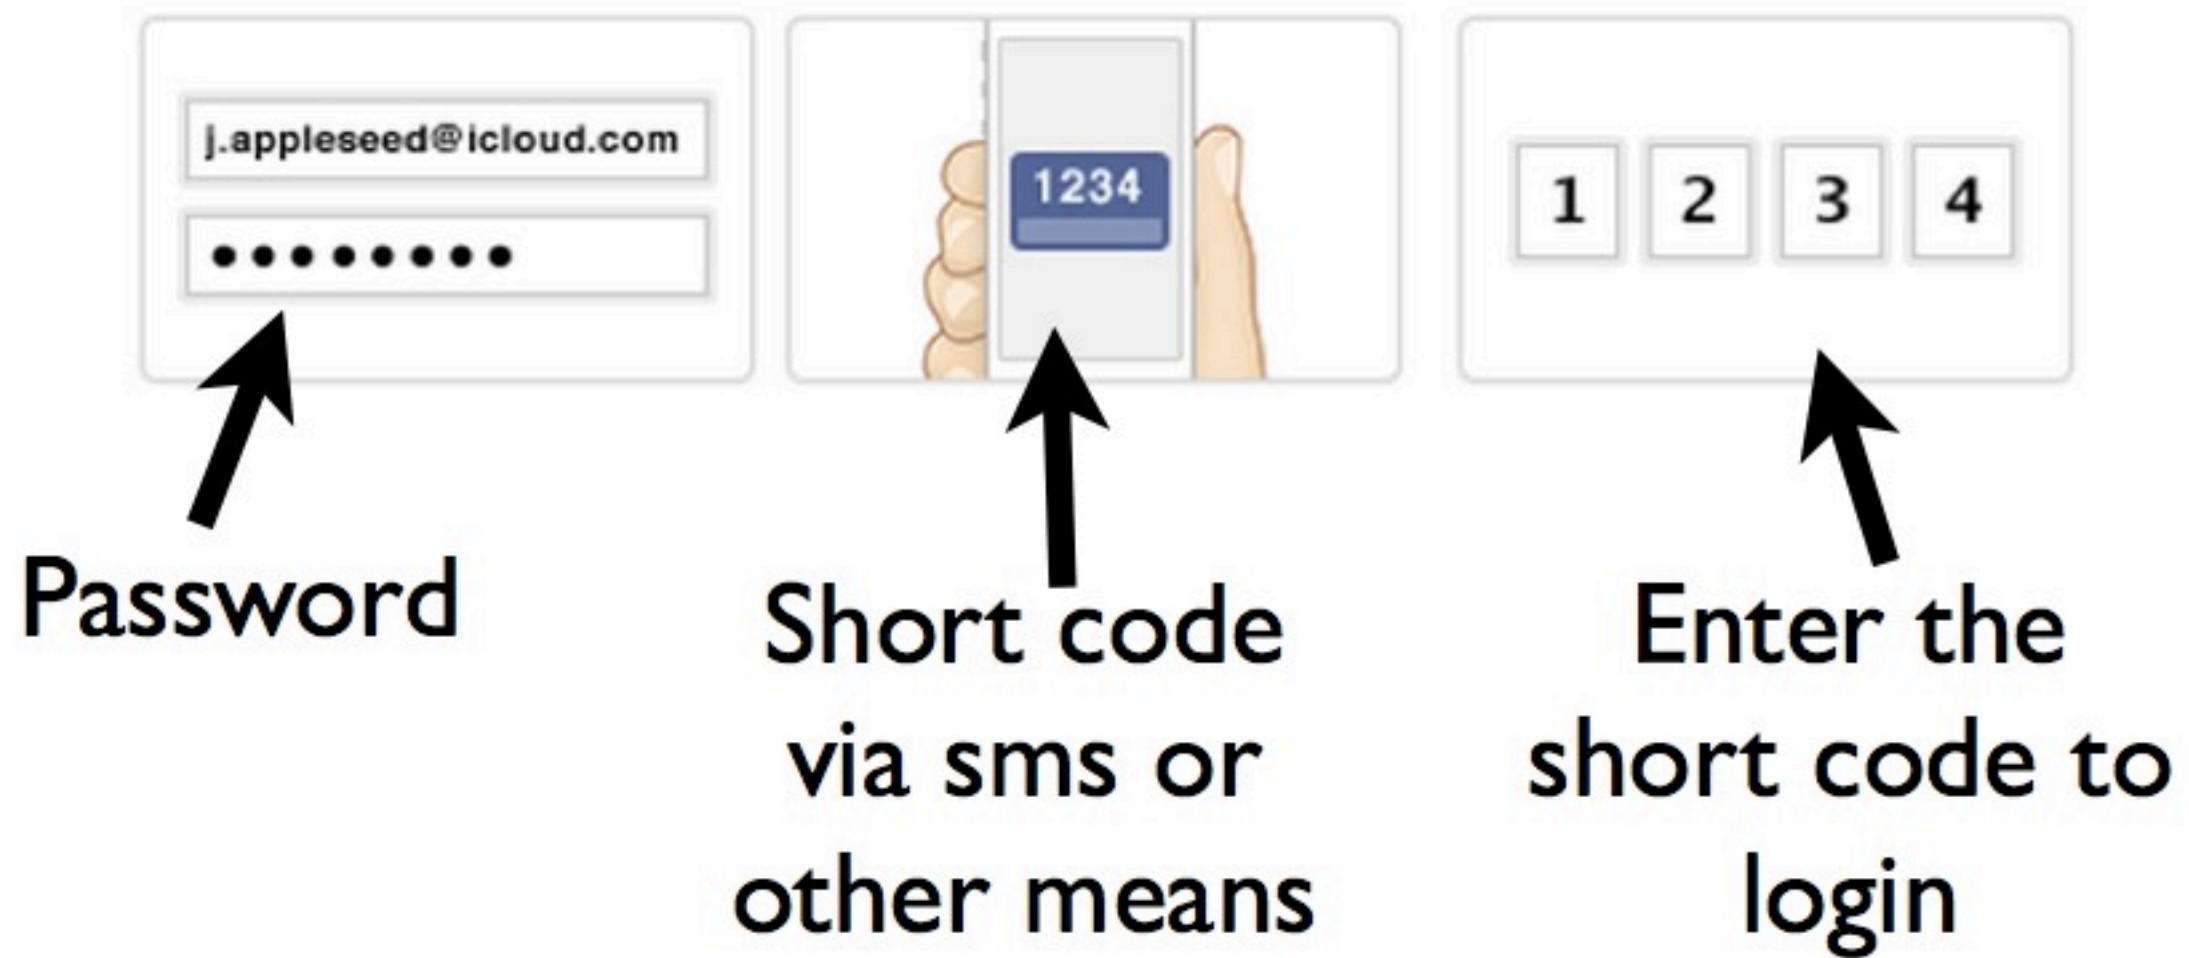 j.appleseed@icloud.com
••••••••
1234
1 2 3 4
Password
Short code
via sms or
other means
Enter the
short code to
login